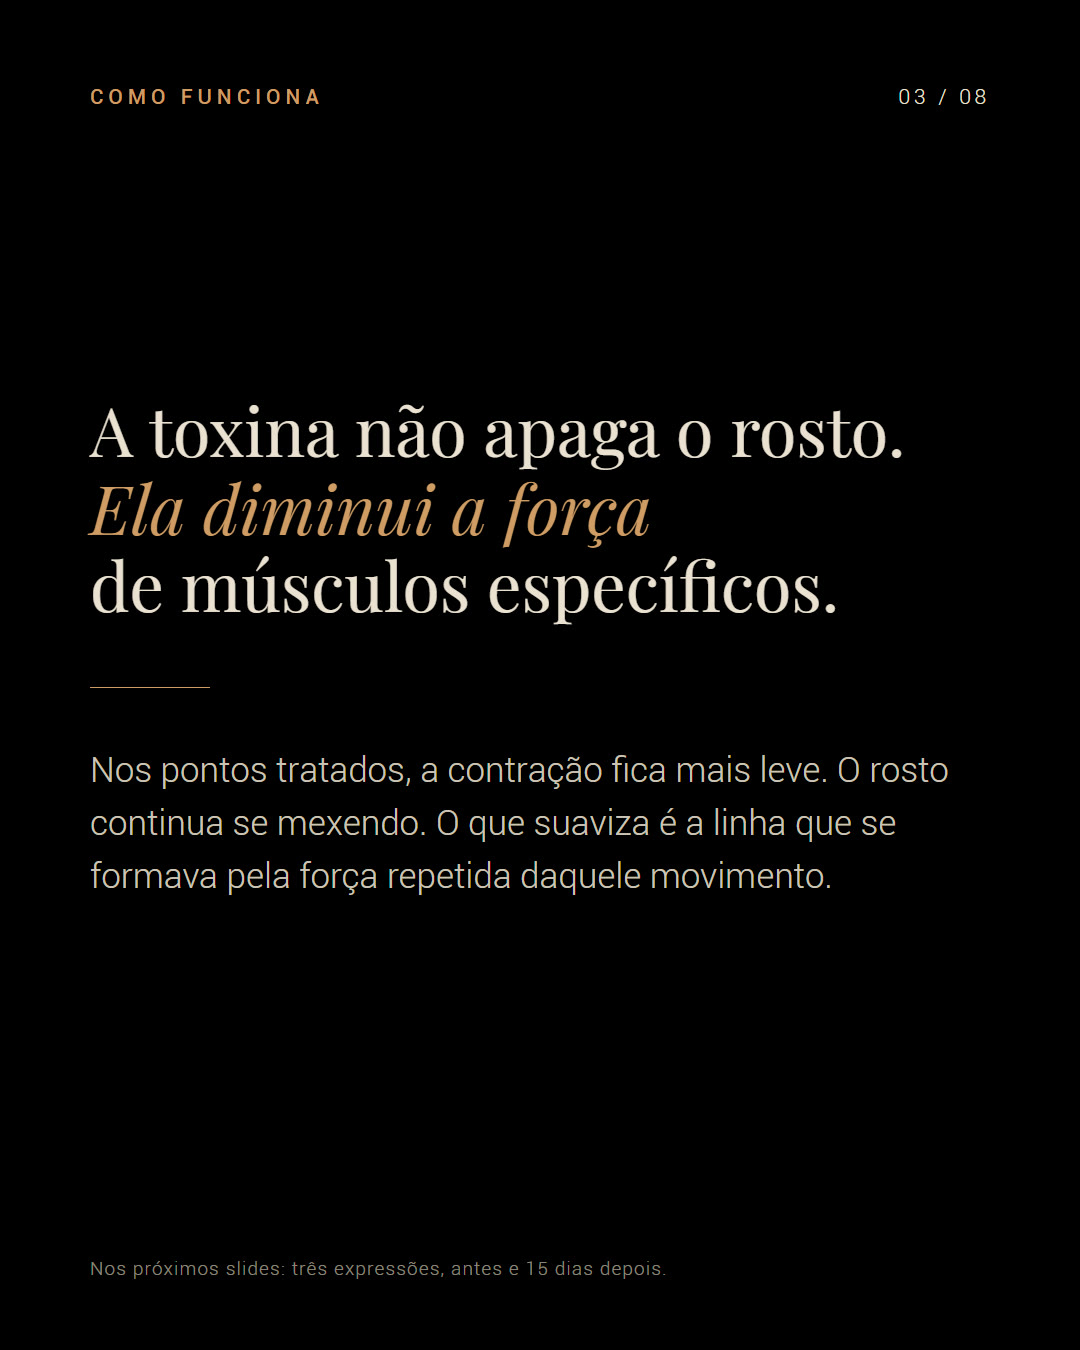 COMO FUNCIONA
03 / 08
A toxina não apaga o rosto.
Ela diminui a força
de músculos específicos.
Nos pontos tratados, a contração fica mais leve. O rosto
continua se mexendo. O que suaviza é a linha que se
formava pela força repetida daquele movimento.
Nos próximos slides: três expressões, antes e 15 dias depois.